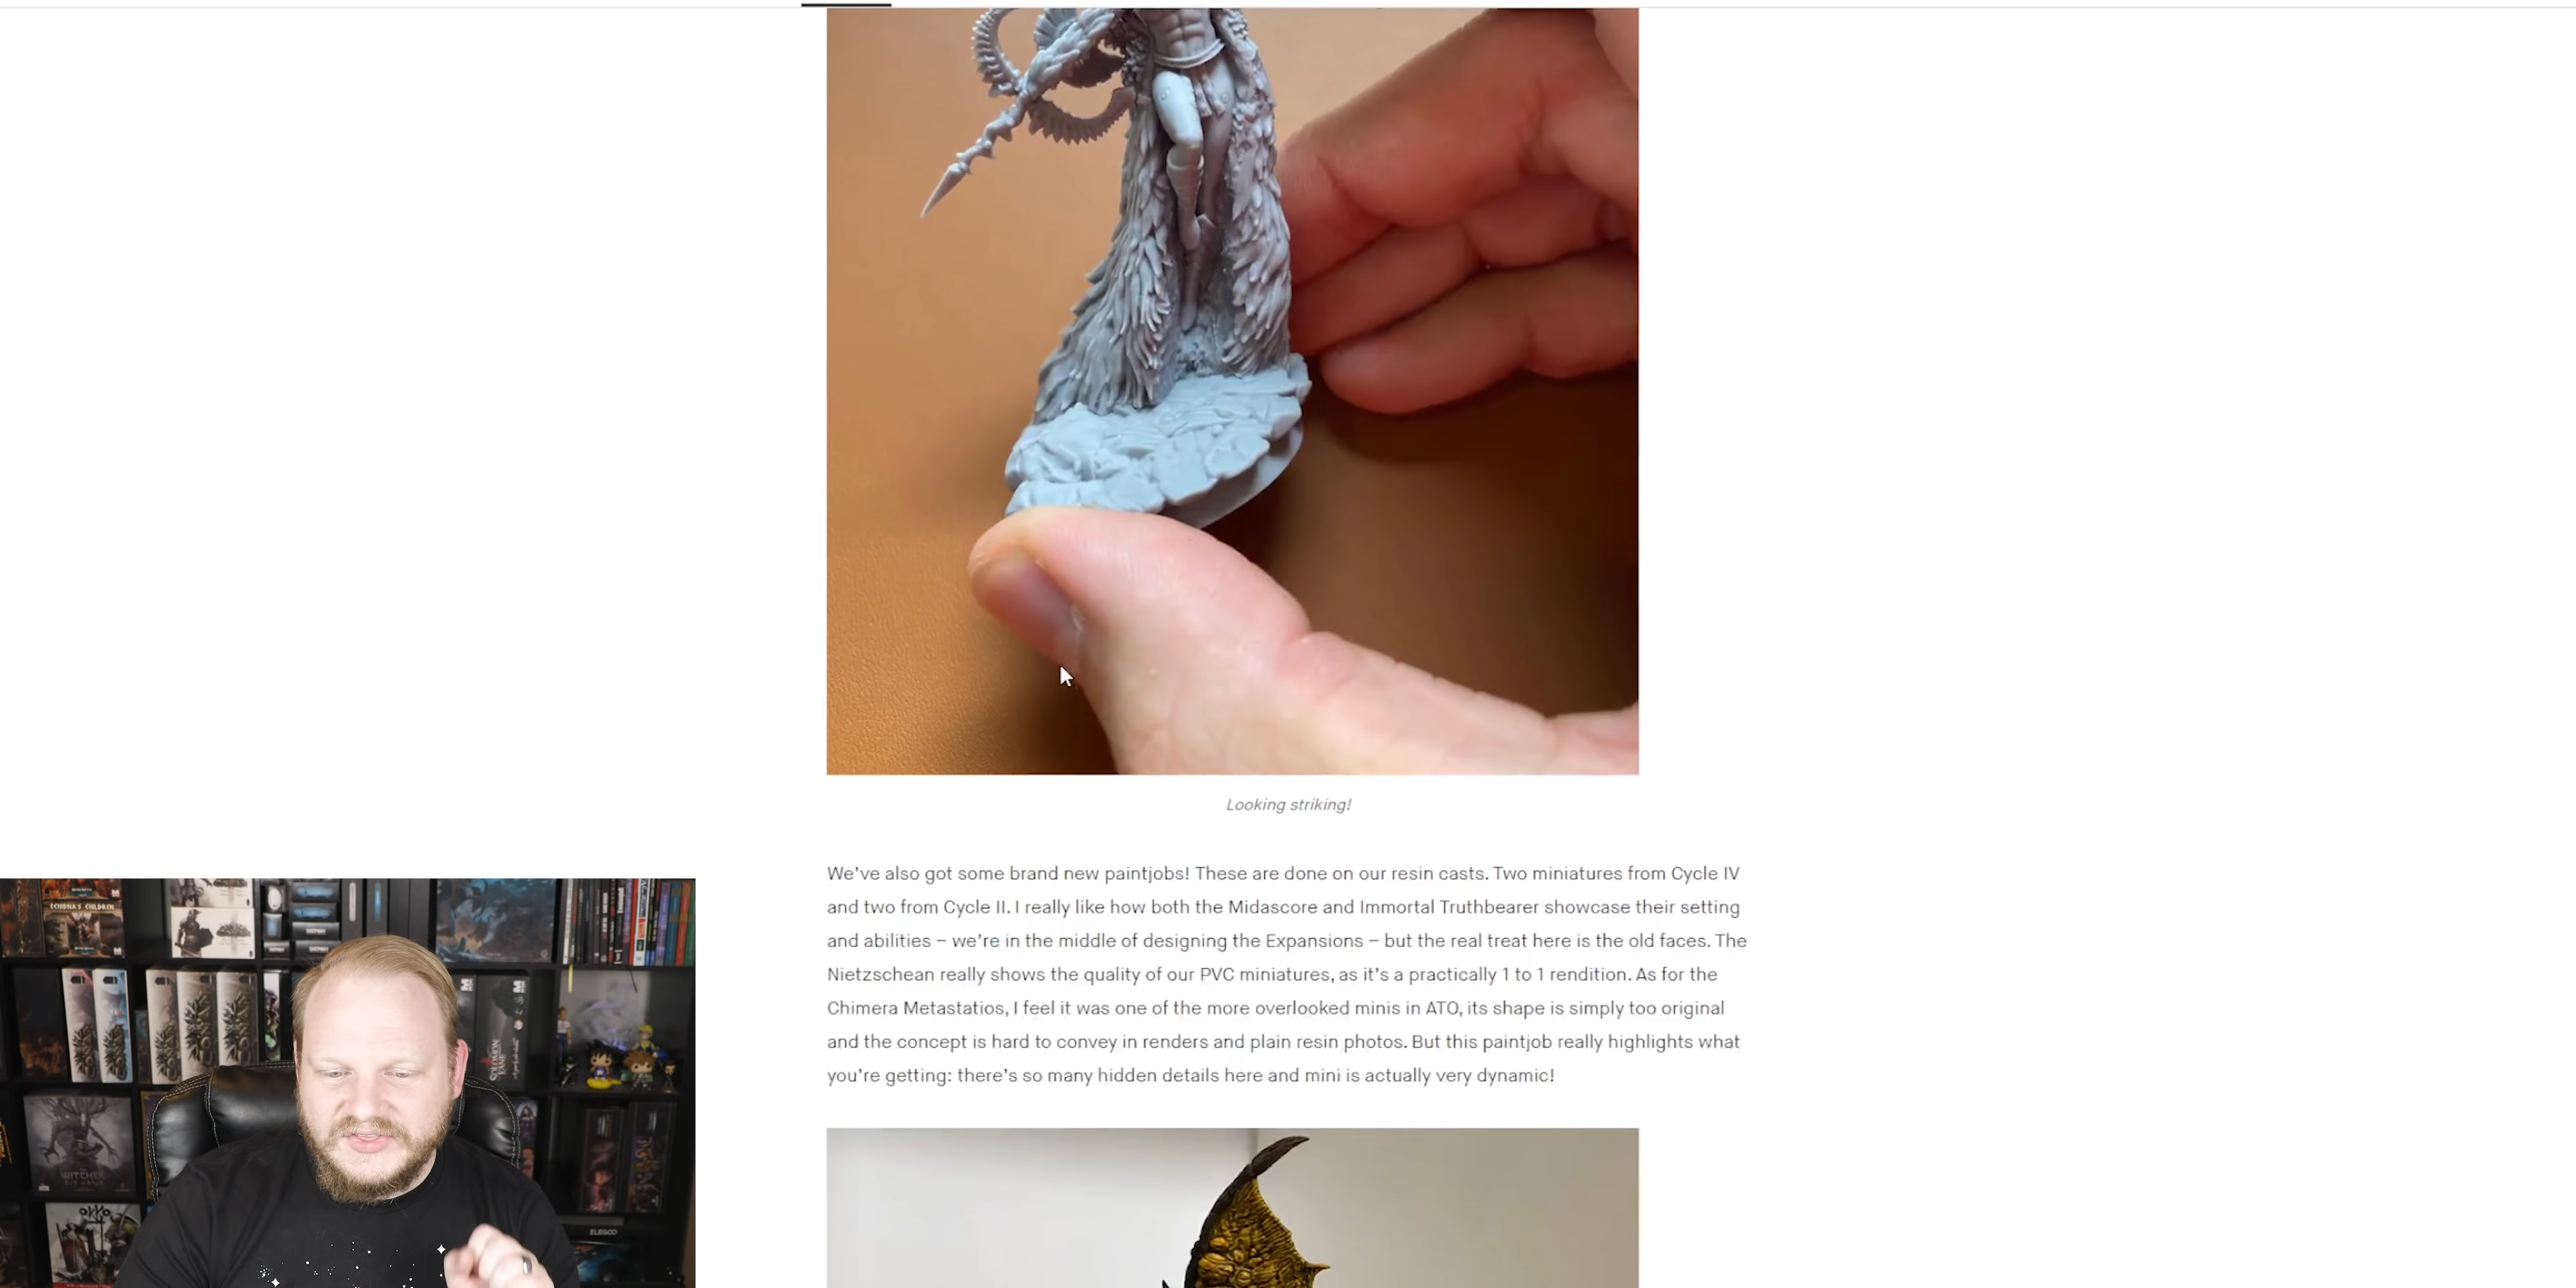 Looking striking!
We've also got some brand new paintjobs! These are done on our resin casts. Two miniatures from Cycle IV
and two from Cycle II. I really like how both the Midascore and Immortal Truthbearer showcase their setting
and abilities – we're in the middle of designing the Expansions – but the real treat here is the old faces. The
Nietzschean really shows the quality of our PVC miniatures, as it's a practically 1 to 1 rendition. As for the
Chimera Metastatios, I feel it was one of the more overlooked minis in ATO, its shape is simply too original
and the concept is hard to convey in renders and plain resin photos. But this paintjob really highlights what
you're getting: there's so many hidden details here and mini is actually very dynamic!
ECHIDNA'S CHILDREN
SOLOMON KANE
WITCHER
ELEGOO